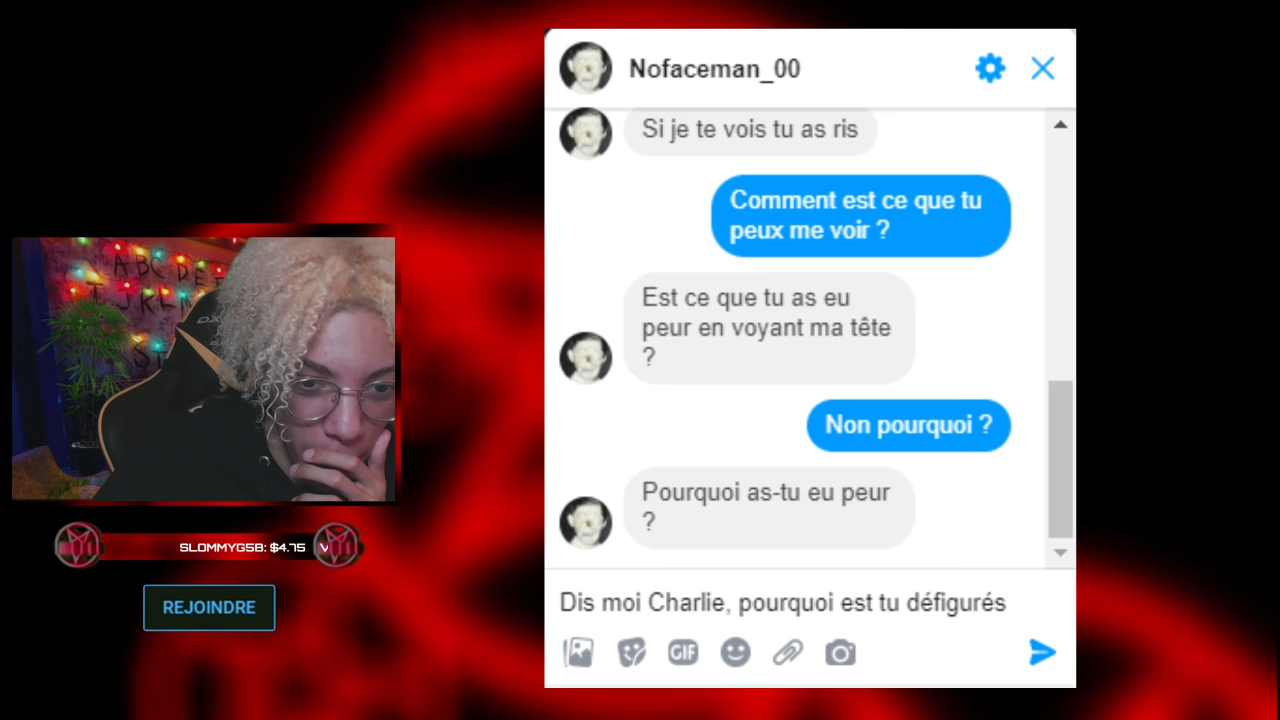 Nofaceman_00
Si je te vois tu as ris
Comment est ce que tu
peux me voir ?
Est ce que tu as eu
peur en voyant ma tête
?
Non pourquoi ?
Pourquoi as-tu eu peur
?
Dis moi Charlie, pourquoi est tu défigurés
GIF
A B C D E
J K L
SLOMMYG5B: $4.75
REJOINDRE